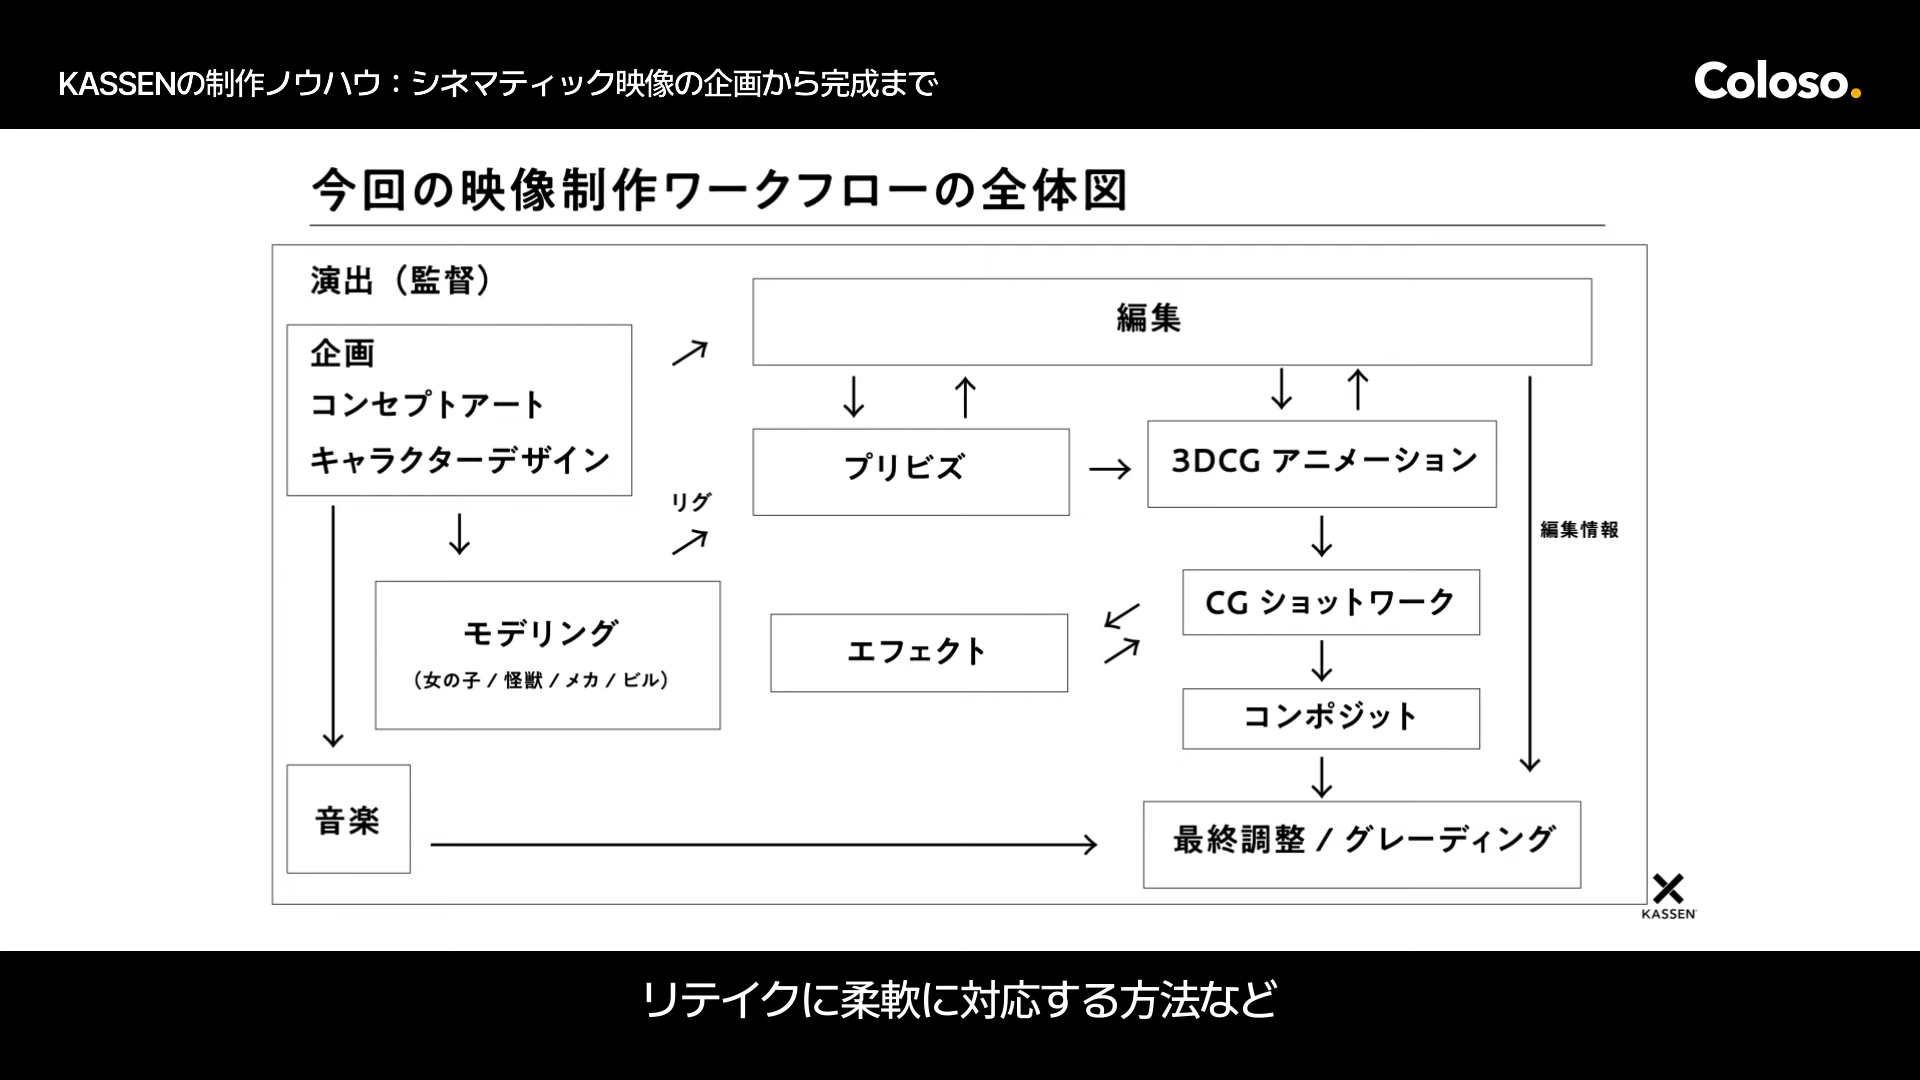 KASSENの制作ノウハウ：シネマティック映像の企画から完成まで
Coloso.
今回の映像制作ワークフローの全体図
演出（監督）
企画
コンセプトアート
キャラクターデザイン
編集
リグ
プリビズ
3DCG アニメーション
編集情報
モデリング
（女の子 / 怪獣 / メカ / ビル）
エフェクト
CG ショットワーク
コンポジット
音楽
最終調整 / グレーディング
KASSEN
リテイクに柔軟に対応する方法など